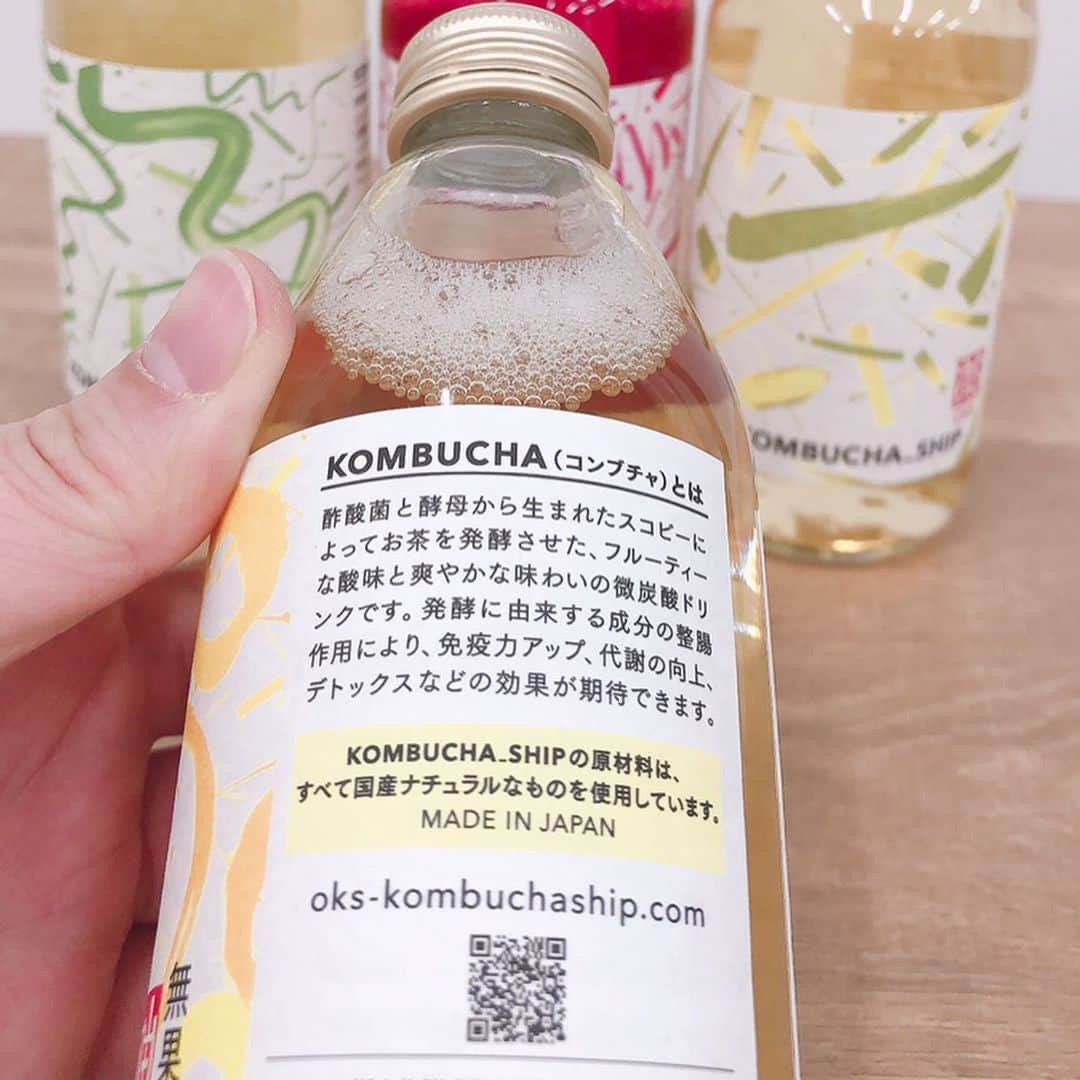 KOMBUCHA（コンブチャ）とは
酢酸菌と酵母から生まれたスコビーに
よってお茶を発酵させた、フルーティー
な酸味と爽やかな味わいの微炭酸ドリ
ンクです。発酵に由来する成分の整腸
作用により、免疫力アップ、代謝の向上、
デトックスなどの効果が期待できます。
KOMBUCHA_SHIPの原材料は、
すべて国産ナチュラルなものを使用しています。
MADE IN JAPAN
oks-kombuchaship.com
無果
KOMBUCHA_SHIP